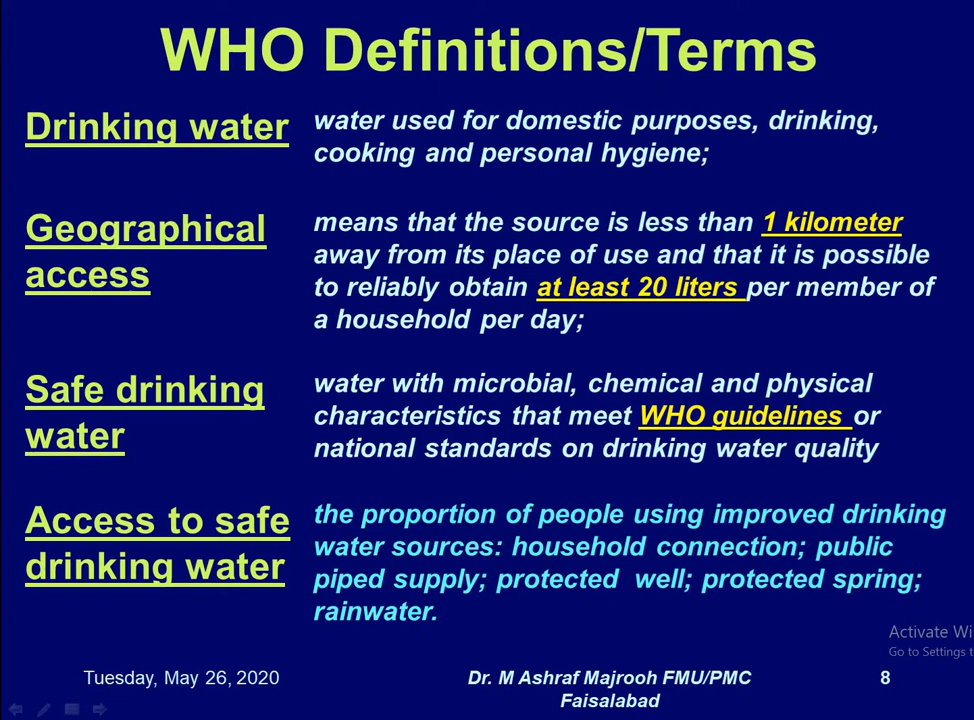 WHO Definitions/Terms
Drinking water
water used for domestic purposes, drinking,
cooking and personal hygiene;
Geographical
access
means that the source is less than 1 kilometer
away from its place of use and that it is possible
to reliably obtain at least 20 liters per member of
a household per day;
Safe drinking
water
water with microbial, chemical and physical
characteristics that meet WHO guidelines or
national standards on drinking water quality
Access to safe
drinking water
the proportion of people using improved drinking
water sources: household connection; public
piped supply; protected well; protected spring;
rainwater.
Activate Wi
Go to Settings t
Tuesday, May 26, 2020
Dr. M Ashraf Majrooh FMU/PMC
Faisalabad
8